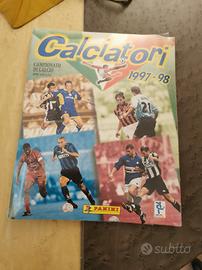 Calciatori
1997-98
CAMPIONATO
DI CALCIO
PANINI
subito